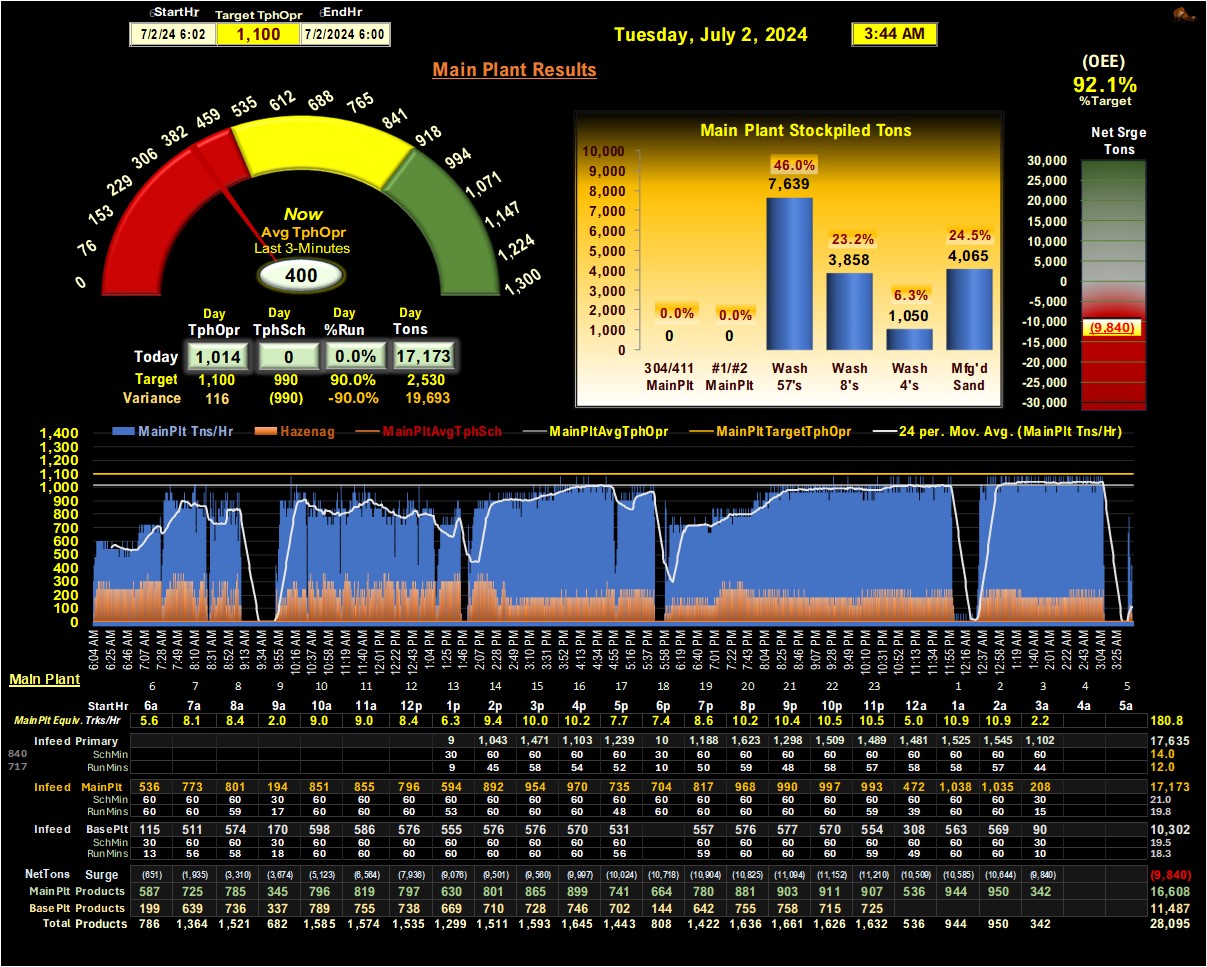 StartHr Target TphOpr EndHr
7/2/24 6:02 1,100 7/2/2024 6:00
Tuesday, July 2, 2024 3:44 AM
Main Plant Results
(OEE)
92.1%
%Target
Net Srge
Tons
0 76 153 229 306 382 459 535 612 688 765 841 918 994 1,071 1,147 1,224 1,300
Now
Avg TphOpr
Last 3-Minutes
400
Day Day Day Day
TphOpr TphSch %Run Tons
Today 1,014 0 0.0% 17,173
Target 1,100 990 90.0% 2,530
Variance 116 (990) -90.0% 19,693
Main Plant Stockpiled Tons
10,000
9,000
8,000
7,000
6,000
5,000
4,000
3,000
2,000
1,000
0
0.0% 0.0% 46.0% 23.2% 6.3% 24.5%
0 0 7,639 3,858 1,050 4,065
304/411 #1/#2 Wash Wash Wash Mfg'd
MainPlt MainPlt 57's 8's 4's Sand
30,000
25,000
20,000
15,000
10,000
5,000
0
-5,000
-10,000
(9,840)
-15,000
-20,000
-25,000
-30,000
MainPlt Tns/Hr Hazenag MainPltAvgTphSch MainPltAvgTphOpr MainPltTargetTphOpr 24 per. Mov. Avg. (MainPlt Tns/Hr)
1,400
1,300
1,200
1,100
1,000
900
800
700
600
500
400
300
200
100
0
6:04 AM 6:25 AM 6:46 AM 7:07 AM 7:28 AM 7:49 AM 8:10 AM 8:31 AM 8:52 AM 9:13 AM 9:34 AM 9:55 AM 10:16 AM 10:37 AM 10:58 AM 11:19 AM 11:40 AM 12:01 PM 12:22 PM 12:43 PM 1:04 PM 1:25 PM 1:46 PM 2:07 PM 2:28 PM 2:49 PM 3:10 PM 3:31 PM 3:52 PM 4:13 PM 4:34 PM 4:55 PM 5:16 PM 5:37 PM 5:58 PM 6:19 PM 6:40 PM 7:01 PM 7:22 PM 7:43 PM 8:04 PM 8:25 PM 8:46 PM 9:07 PM 9:28 PM 9:49 PM 10:10 PM 10:31 PM 10:52 PM 11:13 PM 11:34 PM 11:55 PM 12:16 AM 12:37 AM 12:58 AM 1:19 AM 1:40 AM 2:01 AM 2:22 AM 2:43 AM 3:04 AM 3:25 AM
Main Plant
6 7 8 9 10 11 12 13 14 15 16 17 18 19 20 21 22 23 1 2 3 4 5
StartHr 6a 7a 8a 9a 10a 11a 12p 1p 2p 3p 4p 5p 6p 7p 8p 9p 10p 11p 12a 1a 2a 3a 4a 5a
MainPlt Equiv. Trks/Hr 5.6 8.1 8.4 2.0 9.0 9.0 8.4 6.3 9.4 10.0 10.2 7.7 7.4 8.6 10.2 10.4 10.5 10.5 5.0 10.9 10.9 2.2 180.8
Infeed Primary 9 1,043 1,471 1,103 1,239 10 1,188 1,623 1,298 1,509 1,489 1,481 1,525 1,545 1,102 17,635
840 SchMin 30 60 60 60 60 30 60 60 60 60 60 60 60 60 60 14.0
717 RunMins 9 45 58 54 52 10 50 59 48 58 57 58 58 57 44 12.0
Infeed MainPlt 536 773 801 194 851 855 796 594 892 954 970 735 704 817 968 990 997 993 472 1,038 1,035 208 17,173
SchMin 60 60 60 30 60 60 60 60 60 60 60 60 60 60 60 60 60 60 60 60 60 30 21.0
RunMins 60 60 59 17 60 60 60 53 60 60 60 48 60 60 60 60 60 59 39 60 60 15 19.8
Infeed BasePlt 115 511 574 170 598 586 576 555 576 576 570 531 557 576 577 570 554 308 563 569 90 10,302
SchMin 30 60 60 30 60 60 60 60 60 60 60 60 60 60 60 60 60 60 60 60 30 19.5
RunMins 13 56 58 18 60 60 60 60 60 60 60 56 59 60 60 60 59 49 60 60 10 18.3
NetTons Surge (651) (1,935) (3,310) (3,674) (5,123) (6,564) (7,936) (9,076) (9,501) (9,560) (9,997) (10,024) (10,718) (10,904) (10,825) (11,094) (11,152) (11,210) (10,509) (10,585) (10,644) (9,840) (9,840)
MainPlt Products 587 725 785 345 796 819 797 630 801 865 899 741 664 780 881 903 911 907 536 944 950 342 16,608
BasePlt Products 199 639 736 337 789 755 738 669 710 728 746 702 144 642 755 758 715 725 11,487
Total Products 786 1,364 1,521 682 1,585 1,574 1,535 1,299 1,511 1,593 1,645 1,443 808 1,422 1,636 1,661 1,626 1,632 536 944 950 342 28,095